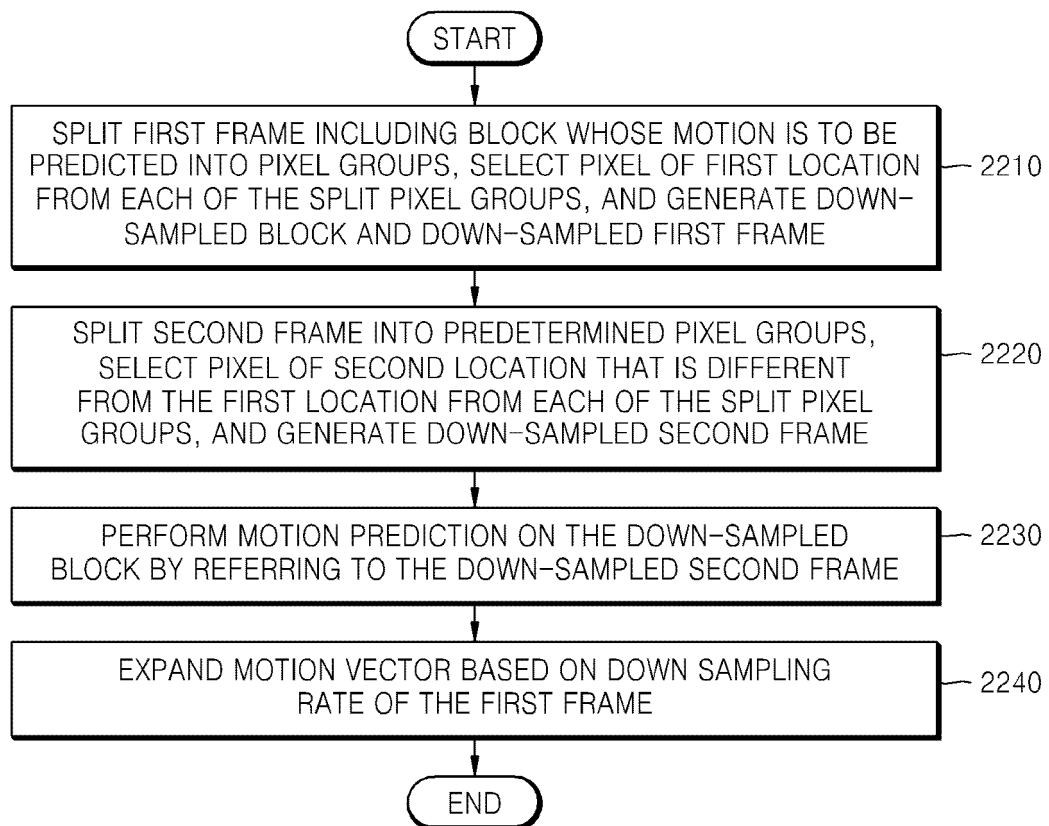 START
SPLIT FIRST FRAME INCLUDING BLOCK WHOSE MOTION IS TO BE
PREDICTED INTO PIXEL GROUPS, SELECT PIXEL OF FIRST LOCATION
FROM EACH OF THE SPLIT PIXEL GROUPS, AND GENERATE DOWN-
SAMPLED BLOCK AND DOWN-SAMPLED FIRST FRAME
2210
SPLIT SECOND FRAME INTO PREDETERMINED PIXEL GROUPS,
SELECT PIXEL OF SECOND LOCATION THAT IS DIFFERENT
FROM THE FIRST LOCATION FROM EACH OF THE SPLIT PIXEL
GROUPS, AND GENERATE DOWN-SAMPLED SECOND FRAME
2220
PERFORM MOTION PREDICTION ON THE DOWN-SAMPLED
BLOCK BY REFERRING TO THE DOWN-SAMPLED SECOND FRAME
2230
EXPAND MOTION VECTOR BASED ON DOWN SAMPLING
RATE OF THE FIRST FRAME
2240
END